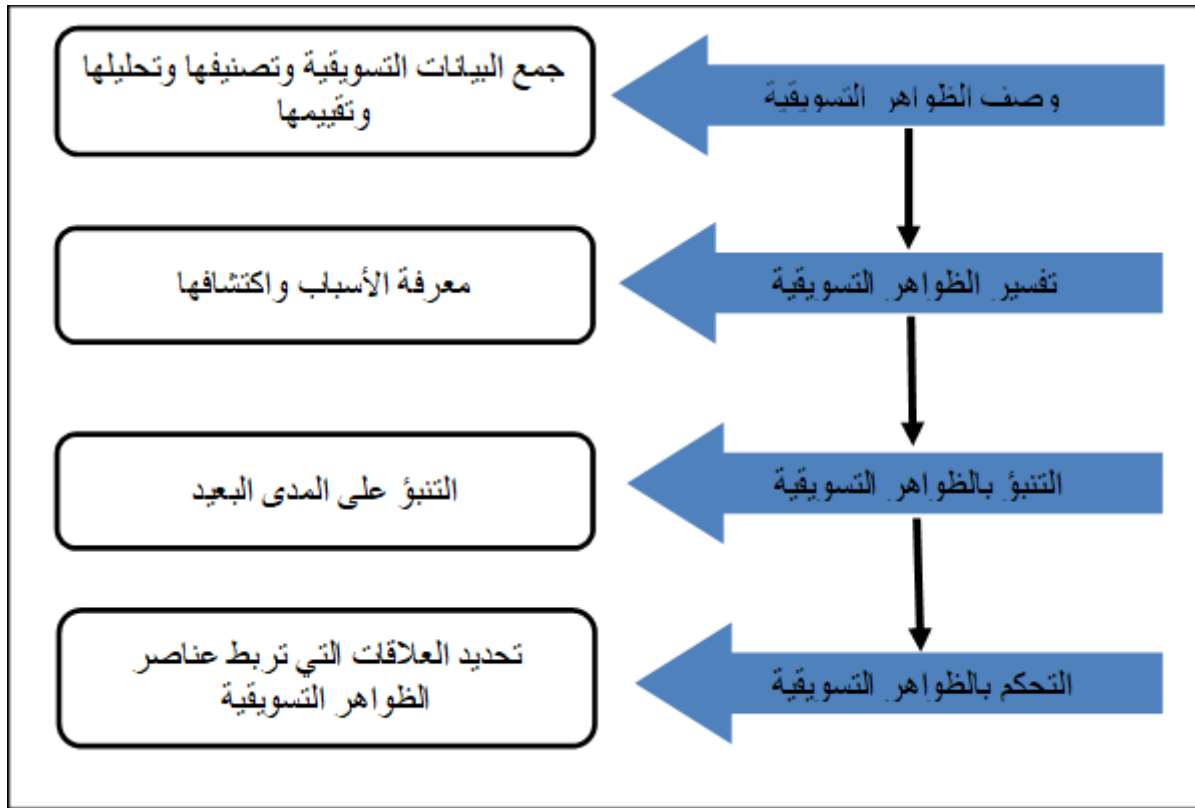 وصف الظواهر التسويقية
جمع البيانات التسويقية وتصنيفها وتحليلها
وتقييمها
تفسير الظواهر التسويقية
معرفة الأسباب واكتشافها
التنبؤ بالظواهر التسويقية
التنبؤ على المدى البعيد
التحكم بالظواهر التسويقية
تحديد العلاقات التي تربط عناصر
الظواهر التسويقية